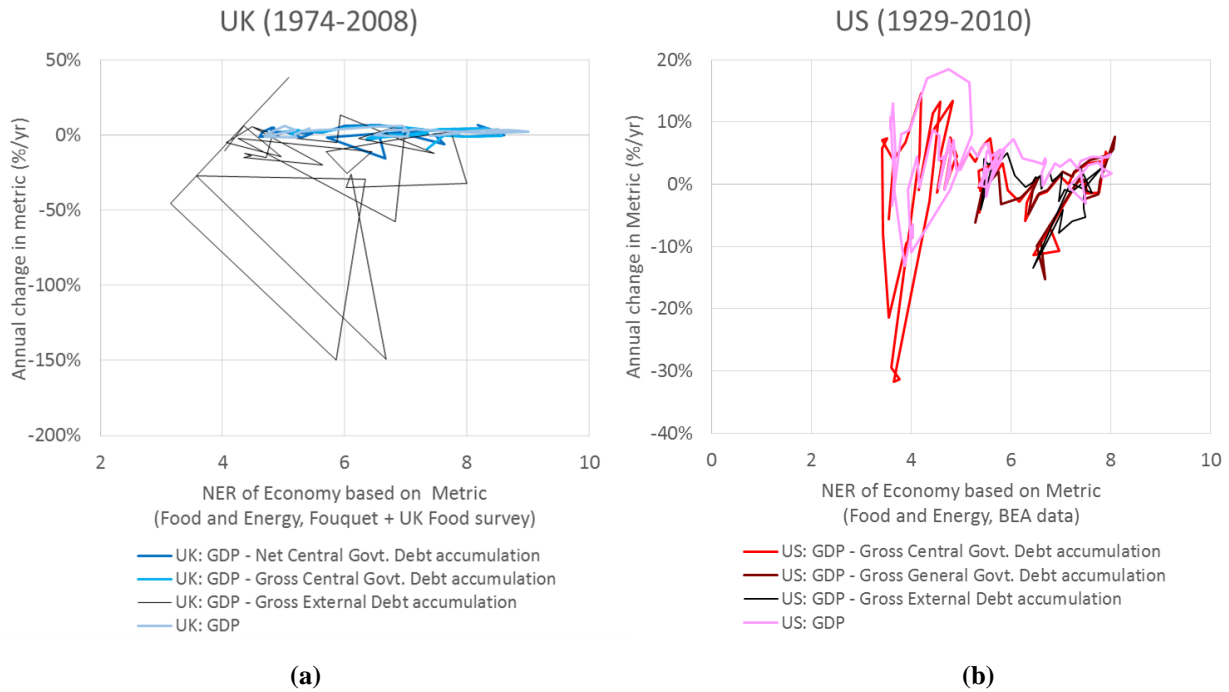 UK (1974-2008)
50%
0%
-50%
-100%
-150%
-200%
Annual change in metric (%/yr)
2
4
6
8
10
NER of Economy based on Metric
(Food and Energy, Fouquet + UK Food survey)
UK: GDP - Net Central Govt. Debt accumulation
UK: GDP - Gross Central Govt. Debt accumulation
UK: GDP - Gross External Debt accumulation
UK: GDP
(a)
US (1929-2010)
20%
10%
0%
-10%
-20%
-30%
-40%
Annual change in Metric (%/yr)
0
2
4
6
8
10
NER of Economy based on Metric
(Food and Energy, BEA data)
US: GDP - Gross Central Govt. Debt accumulation
US: GDP - Gross General Govt. Debt accumulation
US: GDP - Gross External Debt accumulation
US: GDP
(b)